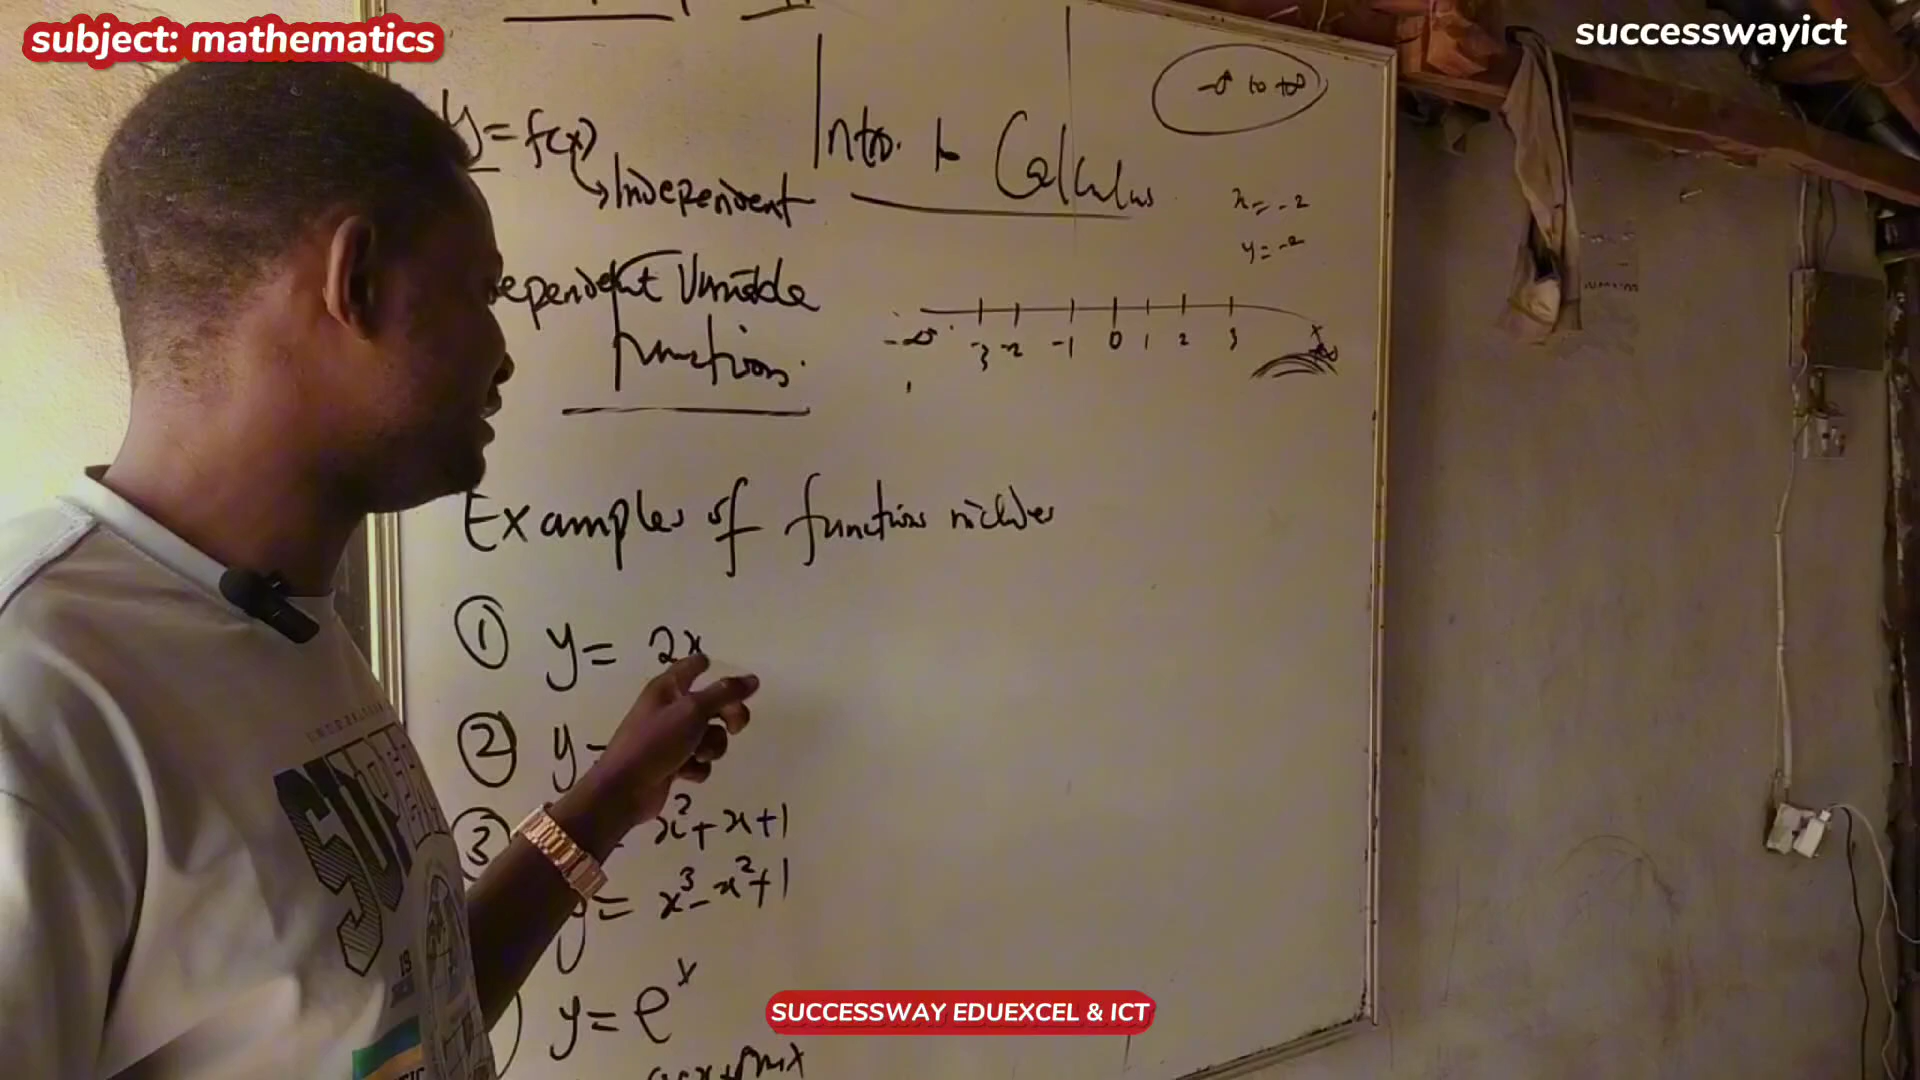 subject: mathematics
successwayict
-∞ to +∞
y = f(x)
Independent
Intro. to Calculus
x = -2
y = -2
ependent Variable
functions.
-∞ -3 -2 -1 0 1 2 3 +∞
Examples of functions includes
① y = 2x
② y =
③ = x²+x+1
y = x³-x²+1
y = e^x
SUCCESSWAY EDUEXCEL & ICT